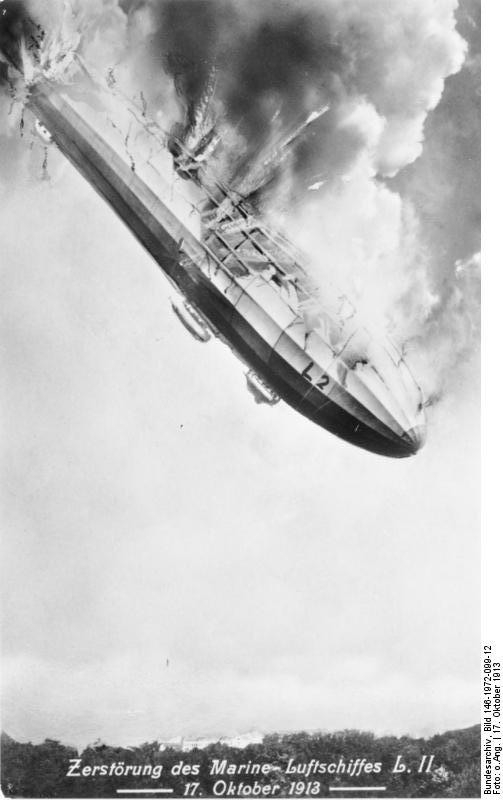 L 2
Zerstörung des Marine-Luftschiffes L. II.
17. Oktober 1913
Bundesarchiv, Bild 146-1972-099-12
Foto: o.Ang. | 17. Oktober 1913